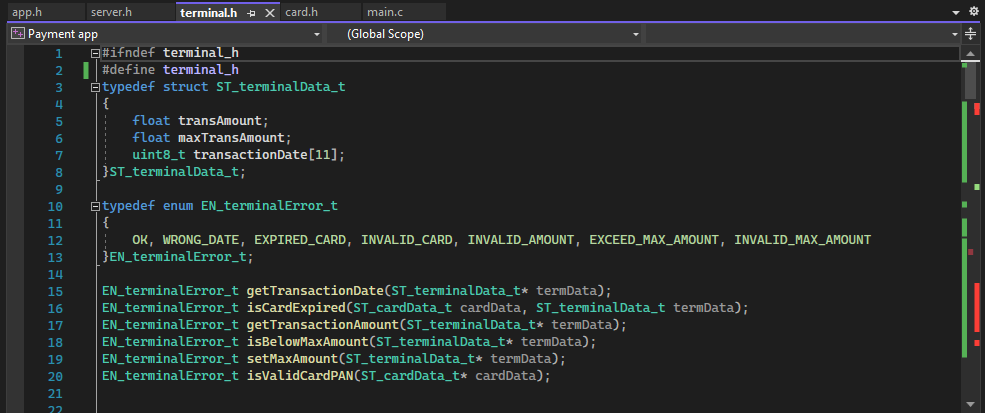 app.h server.h terminal.h card.h main.c
Payment app (Global Scope)
1 #ifndef terminal_h
2 #define terminal_h
3 typedef struct ST_terminalData_t
4 {
5 float transAmount;
6 float maxTransAmount;
7 uint8_t transactionDate[11];
8 }ST_terminalData_t;
9
10 typedef enum EN_terminalError_t
11 {
12 OK, WRONG_DATE, EXPIRED_CARD, INVALID_CARD, INVALID_AMOUNT, EXCEED_MAX_AMOUNT, INVALID_MAX_AMOUNT
13 }EN_terminalError_t;
14
15 EN_terminalError_t getTransactionDate(ST_terminalData_t* termData);
16 EN_terminalError_t isCardExpired(ST_cardData_t cardData, ST_terminalData_t termData);
17 EN_terminalError_t getTransactionAmount(ST_terminalData_t* termData);
18 EN_terminalError_t isBelowMaxAmount(ST_terminalData_t* termData);
19 EN_terminalError_t setMaxAmount(ST_terminalData_t* termData);
20 EN_terminalError_t isValidCardPAN(ST_cardData_t* cardData);
21
22